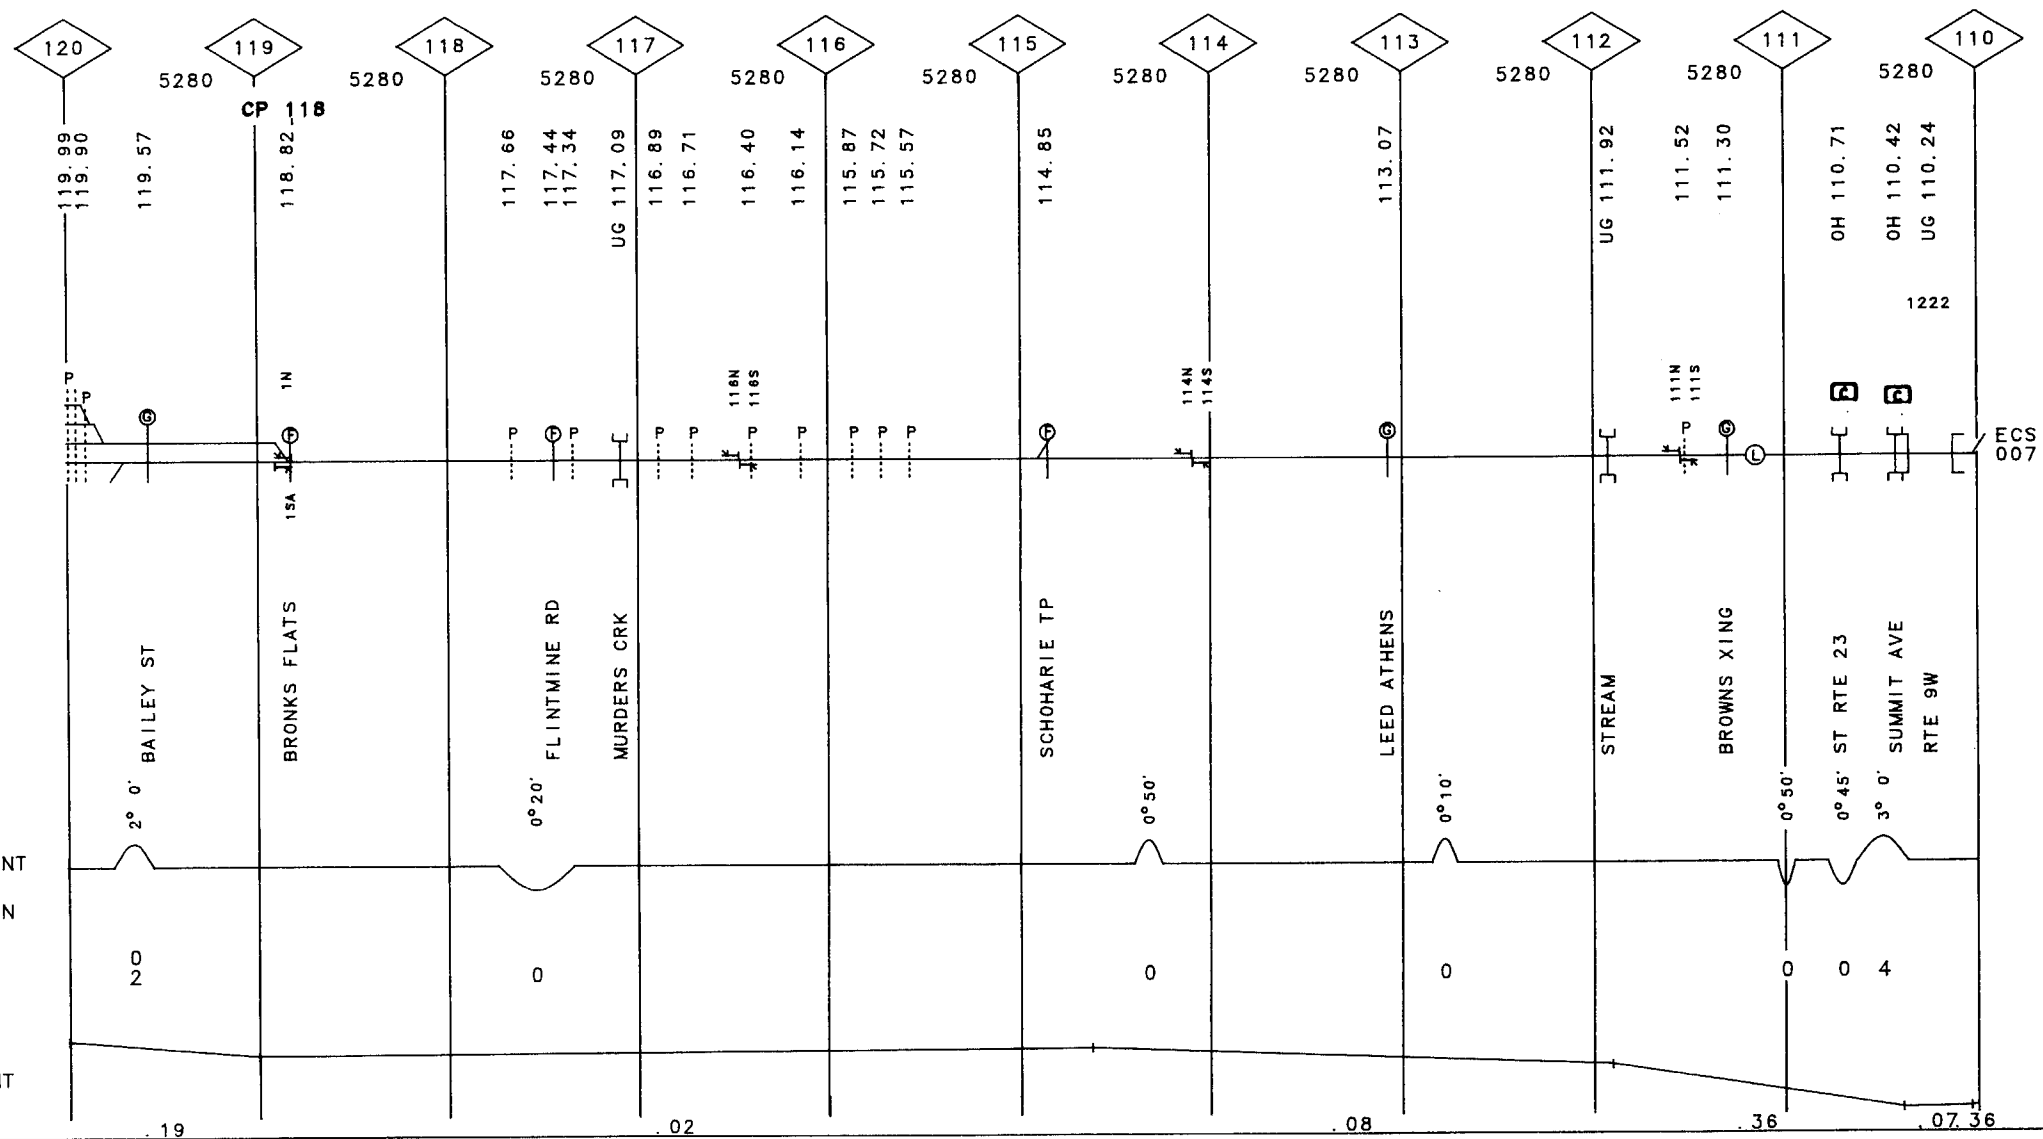 120 119 118 117 116 115 114 113 112 111 110
5280 5280 5280 5280 5280 5280 5280 5280 5280 5280
CP 118
119.99
119.90
119.57
118.82
117.66
117.44
117.34
UG 117.09
116.89
116.71
116.40
116.14
115.87
115.72
115.57
114.85
113.07
UG 111.92
111.52
111.30
OH 110.71
OH 110.42
UG 110.24
1222
1N
116N
116S
114N
114S
111N
111S
P P G F P F P P P P P P P P F G P G L C C
ECS
007
1SA
BAILEY ST
BRONKS FLATS
FLINTMINE RD
MURDERS CRK
SCHOHARIE TP
LEED ATHENS
STREAM
BROWNS XING
ST RTE 23
SUMMIT AVE
RTE 9W
2° 0'
0°20'
0°50'
0°10'
0°50'
0°45'
3° 0'
NT
N
0 0 0 0 0 0 4
2
NT
.19 .02 .08 .36 .07 .36